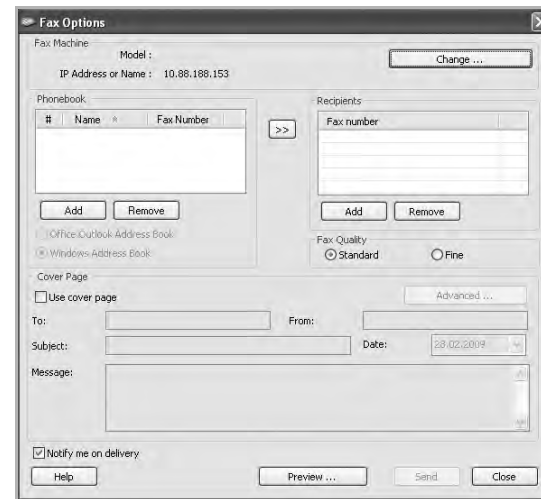 Fax Options
Fax Machine
Model :
Change ...
IP Address or Name : 10.88.188.153
Phonebook
# Name Fax Number
>>
Recipients
Fax number
Add Remove
Add Remove
Office Outlook Address Book
Windows Address Book
Fax Quality
Standard Fine
Cover Page
Use cover page
Advanced ...
To: From:
Subject: Date: 28.02.2009
Message:
Notify me on delivery
Help Preview ... Send Close